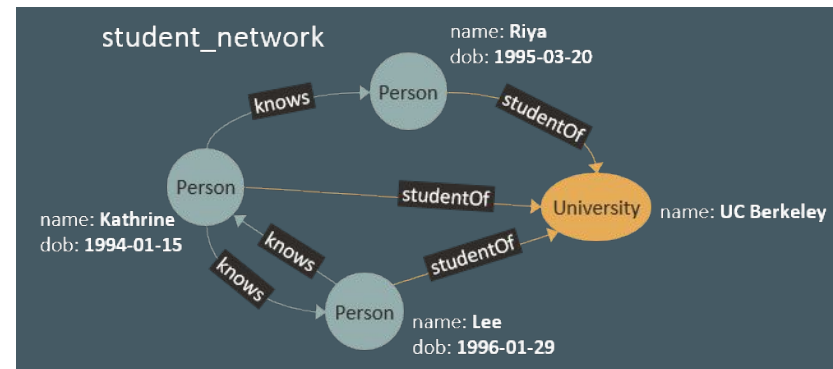 student_network
name: Riya
dob: 1995-03-20
Person
knows
studentOf
Person
studentOf
University
name: UC Berkeley
name: Kathrine
dob: 1994-01-15
knows
studentOf
knows
Person
name: Lee
dob: 1996-01-29